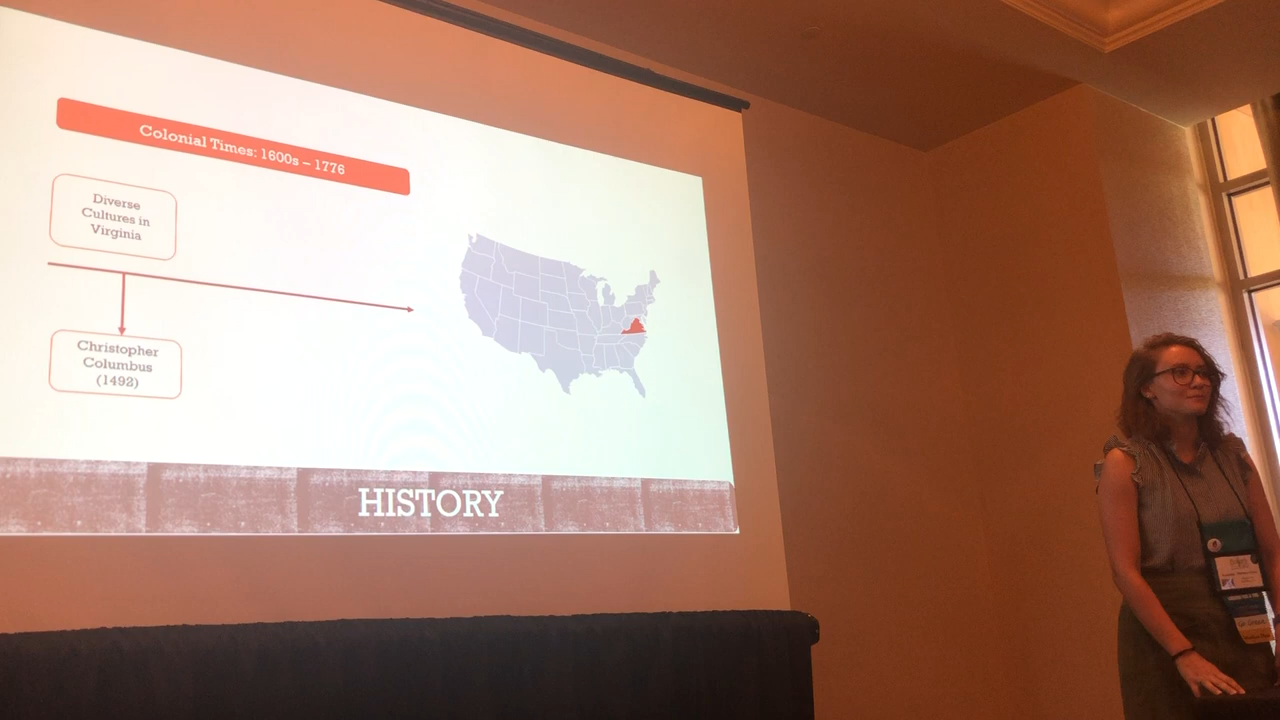 Colonial Times: 1600s – 1776
Diverse
Cultures in
Virginia
Christopher
Columbus
(1492)
HISTORY